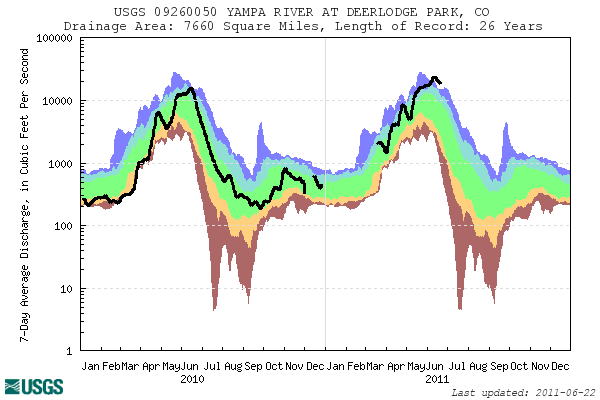 USGS 09260050 YAMPA RIVER AT DEERLODGE PARK, CO
Drainage Area: 7660 Square Miles, Length of Record: 26 Years
7-Day Average Discharge, in Cubic Feet Per Second
100000
10000
1000
100
10
1
Jan Feb Mar Apr May Jun Jul Aug Sep Oct Nov Dec Jan Feb Mar Apr May Jun Jul Aug Sep Oct Nov Dec
2010 2011
USGS
Last updated: 2011-06-22